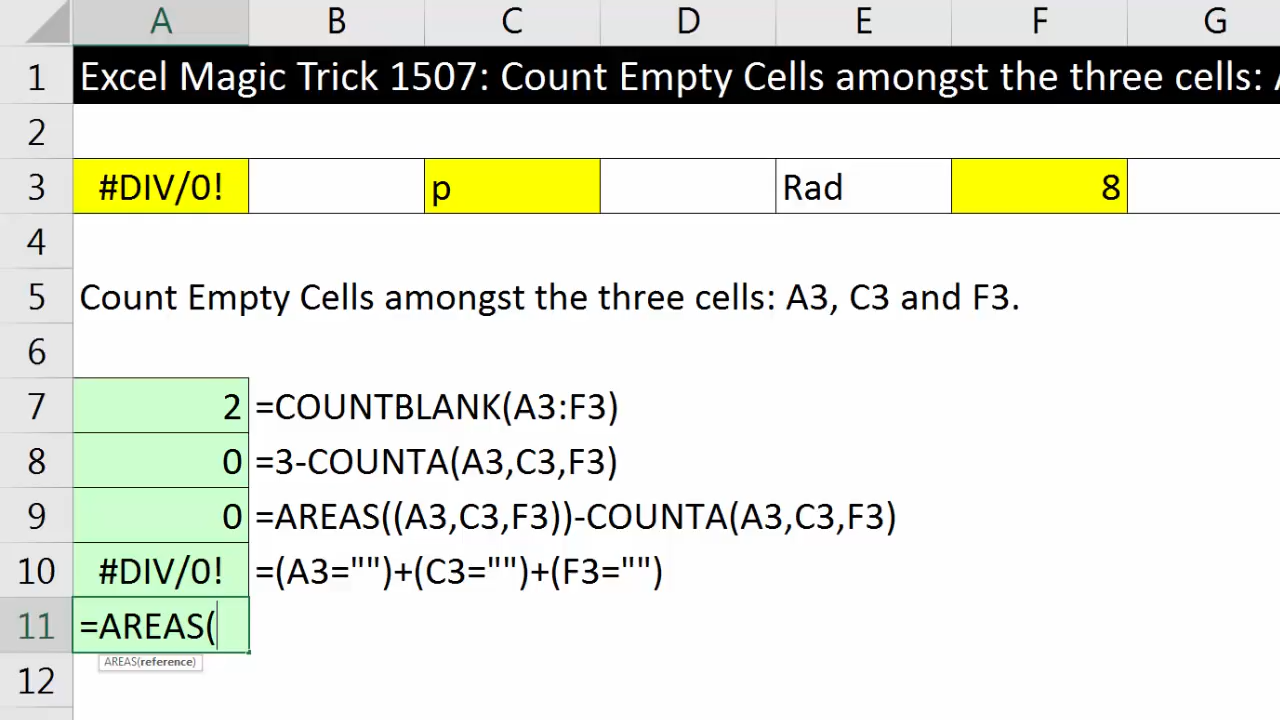 A B C D E F G
1 Excel Magic Trick 1507: Count Empty Cells amongst the three cells:
2
3 #DIV/0! p Rad 8
4
5 Count Empty Cells amongst the three cells: A3, C3 and F3.
6
7 2 =COUNTBLANK(A3:F3)
8 0 =3-COUNTA(A3,C3,F3)
9 0 =AREAS((A3,C3,F3))-COUNTA(A3,C3,F3)
10 #DIV/0! =(A3="")+(C3="")+(F3="")
11 =AREAS(
AREAS(reference)
12